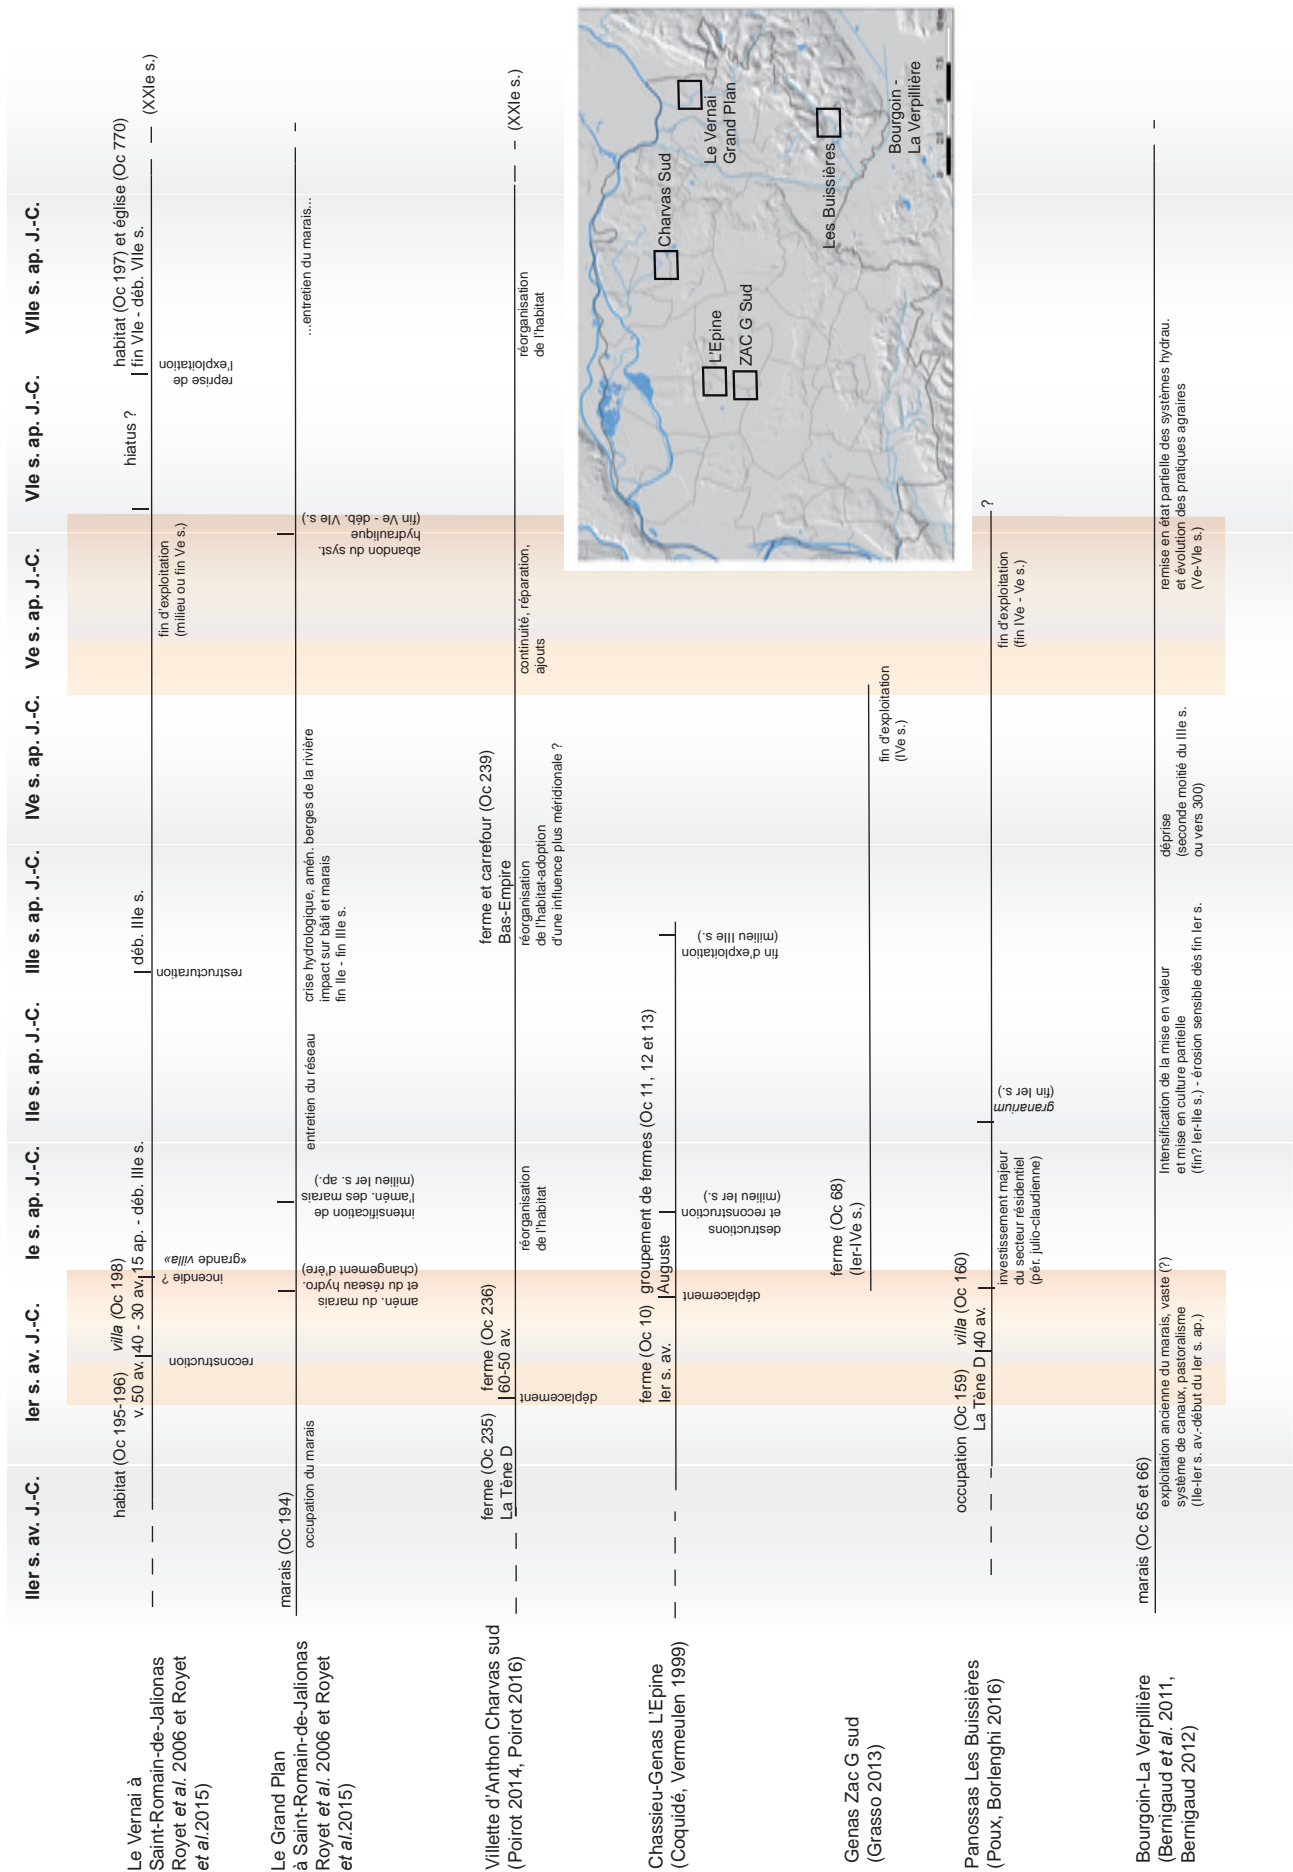 IIer s. av. J.-C.
Ier s. av. J.-C.
Ie s. ap. J.-C.
IIe s. ap. J.-C.
IIIe s. ap. J.-C.
IVe s. ap. J.-C.
Ve s. ap. J.-C.
VIe s. ap. J.-C.
VIIe s. ap. J.-C.
Le Vernai à
Saint-Romain-de-Jalionas
Royet et al. 2006 et Royet
et al.2015)
habitat (Oc 195-196)
v. 50 av.
reconstruction
villa (Oc 198)
40 - 30 av.
15 ap. - déb. IIIe s.
incendie ?
«grande villa»
déb. IIIe s.
restructuration
fin d'exploitation
(milieu ou fin Ve s.)
hiatus ?
reprise de
l'exploitation
habitat (Oc 197) et église (Oc 770)
fin VIe - déb. VIIe s.
(XXIe s.)
Le Grand Plan
à Saint-Romain-de-Jalionas
Royet et al. 2006 et Royet
et al.2015)
marais (Oc 194)
occupation du marais
amén. du marais
et du réseau hydro.
(changement d'ère)
intensification de
l'amén. des marais
(milieu Ier s. ap.)
entretien du réseau
crise hydrologique, amén. berges de la rivière
impact sur bâti et marais
fin IIe - fin IIIe s.
abandon du syst.
hydraulique
(fin Ve - déb. VIe s.)
...entretien du marais...
Villette d'Anthon Charvas sud
(Poirot 2014, Poirot 2016)
ferme (Oc 235)
La Tène D
ferme (Oc 236)
60-50 av.
déplacement
réorganisation
de l'habitat
ferme et carrefour (Oc 239)
Bas-Empire
réorganisation
de l'habitat-adoption
d'une influence plus méridionale ?
continuité, réparation,
ajouts
réorganisation
de l'habitat
(XXIe s.)
Chassieu-Genas L'Epine
(Coquidé, Vermeulen 1999)
ferme (Oc 10)
Ier s. av.
groupement de fermes (Oc 11, 12 et 13)
Auguste
déplacement
destructions
et reconstruction
(milieu Ier s.)
fin d'exploitation
(milieu IIIe s.)
Genas Zac G sud
(Grasso 2013)
ferme (Oc 68)
(Ier-IVe s.)
fin d'exploitation
(IVe s.)
Panossas Les Buissières
(Poux, Borlenghi 2016)
occupation (Oc 159)
La Tène D
villa (Oc 160)
40 av.
investissement majeur
du secteur résidentiel
(pér. julio-claudienne)
granarium
(fin Ier s.)
fin d'exploitation
(fin IVe - Ve s.)
?
Bourgoin-La Verpillière
(Bernigaud et al. 2011,
Bernigaud 2012)
marais (Oc 65 et 66)
exploitation ancienne du marais, vaste (?)
système de canaux, pastoralisme
(IIe-Ier s. av.-début du Ier s. ap.)
Intensification de la mise en valeur
et mise en culture partielle
(fin? Ier-IIe s.) - érosion sensible dès fin Ier s.
déprise
(seconde moitié du IIIe s.
ou vers 300)
remise en état partielle des systèmes hydrau.
et évolution des pratiques agraires
(Ve-VIe s.)
L'Epine
ZAC G Sud
Charvas Sud
Le Vernai
Grand Plan
Les Buissières
Bourgoin -
La Verpillière